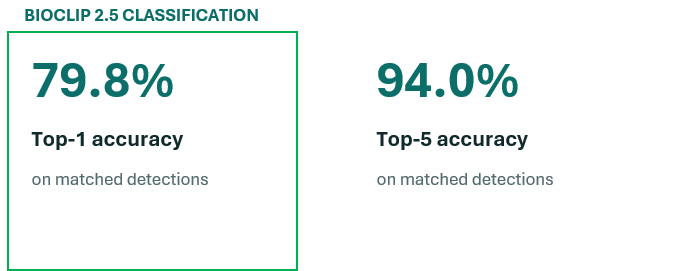 BIOCLIP 2.5 CLASSIFICATION
79.8%
Top-1 accuracy
on matched detections
94.0%
Top-5 accuracy
on matched detections